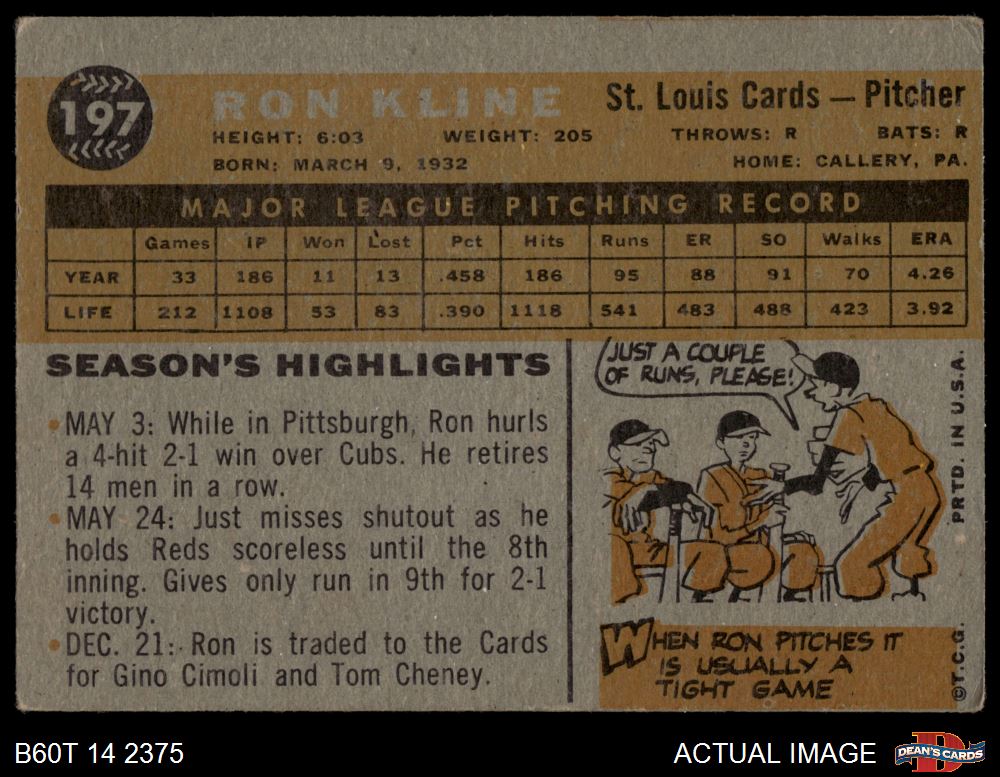 197
RON KLINE
St. Louis Cards — Pitcher
HEIGHT: 6:03 WEIGHT: 205 THROWS: R BATS: R
BORN: MARCH 9, 1932 HOME: CALLERY, PA.
MAJOR LEAGUE PITCHING RECORD
Games IP Won Lost Pct Hits Runs ER SO Walks ERA
YEAR 33 186 11 13 .458 186 95 88 91 70 4.26
LIFE 212 1108 53 83 .390 1118 541 483 488 423 3.92
SEASON'S HIGHLIGHTS
• MAY 3: While in Pittsburgh, Ron hurls
a 4-hit 2-1 win over Cubs. He retires
14 men in a row.
• MAY 24: Just misses shutout as he
holds Reds scoreless until the 8th
inning. Gives only run in 9th for 2-1
victory.
• DEC. 21: Ron is traded to the Cards
for Gino Cimoli and Tom Cheney.
JUST A COUPLE
OF RUNS, PLEASE!
WHEN RON PITCHES IT
IS USUALLY A
TIGHT GAME
©T.C.G. PRTD. IN U.S.A.
B60T 14 2375
ACTUAL IMAGE
DEAN'S CARDS